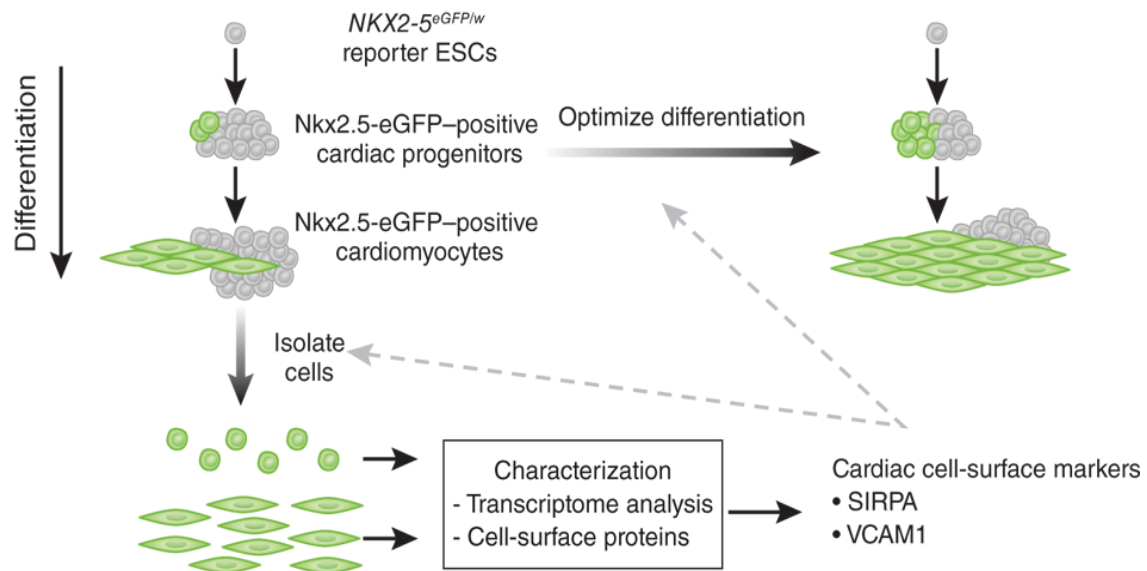 NKX2-5eGFP/w
reporter ESCs
Differentiation
Nkx2.5-eGFP–positive
cardiac progenitors
Optimize differentiation
Nkx2.5-eGFP–positive
cardiomyocytes
Isolate
cells
Characterization
- Transcriptome analysis
- Cell-surface proteins
Cardiac cell-surface markers
• SIRPA
• VCAM1